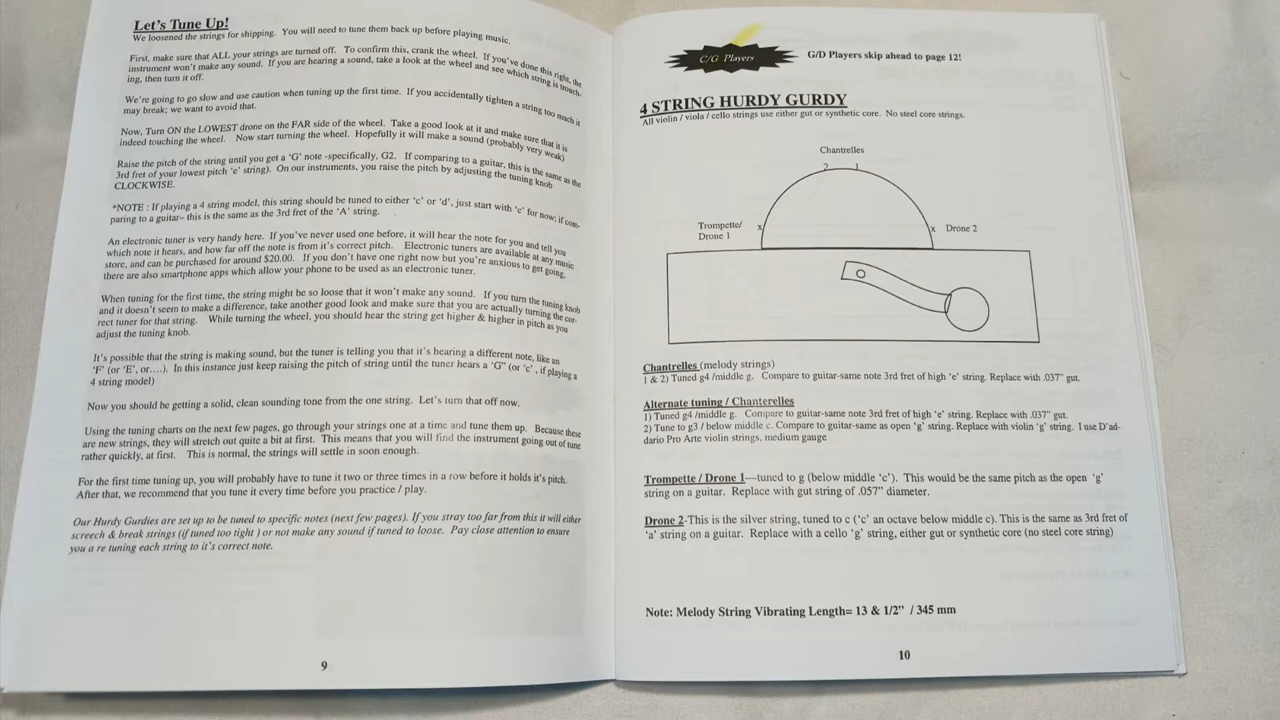 Let's Tune Up!
We loosened the strings for shipping. You will need to tune them back up before playing music.
First, make sure that ALL your strings are turned off. To confirm this, crank the wheel. If you've done this right, the
instrument won't make any sound. If you are hearing a sound, take a look at the wheel and see which string is touch-
ing, then turn it off.
We're going to go slow and use caution when tuning up the first time. If you accidentally tighten a string too much it
may break; we want to avoid that.
Now, Turn ON the LOWEST drone on the FAR side of the wheel. Take a good look at it and make sure that it is
indeed touching the wheel. Now start turning the wheel. Hopefully it will make a sound (probably very weak)
Raise the pitch of the string until you get a 'G' note -specifically, G2. If comparing to a guitar, this is the same as the
3rd fret of your lowest pitch 'e' string). On our instruments, you raise the pitch by adjusting the tuning knob
CLOCKWISE.
*NOTE : If playing a 4 string model, this string should be tuned to either 'c' or 'd', just start with 'c' for now; if com-
paring to a guitar– this is the same as the 3rd fret of the 'A' string.
An electronic tuner is very handy here. If you've never used one before, it will hear the note for you and tell you
which note it hears, and how far off the note is from it's correct pitch. Electronic tuners are available at any music
store, and can be purchased for around $20.00. If you don't have one right now but you're anxious to get going,
there are also smartphone apps which allow your phone to be used as an electronic tuner.
When tuning for the first time, the string might be so loose that it won't make any sound. If you turn the tuning knob
and it doesn't seem to make a difference, take another good look and make sure that you are actually turning the cor-
rect tuner for that string. While turning the wheel, you should hear the string get higher & higher in pitch as you
adjust the tuning knob.
It's possible that the string is making sound, but the tuner is telling you that it's hearing a different note, like an
'F' (or 'E', or....). In this instance just keep raising the pitch of string until the tuner hears a 'G" (or 'c' , if playing a
4 string model)
Now you should be getting a solid, clean sounding tone from the one string. Let's turn that off now.
Using the tuning charts on the next few pages, go through your strings one at a time and tune them up. Because these
are new strings, they will stretch out quite a bit at first. This means that you will find the instrument going out of tune
rather quickly, at first. This is normal, the strings will settle in soon enough.
For the first time tuning up, you will probably have to tune it two or three times in a row before it holds it's pitch.
After that, we recommend that you tune it every time before you practice / play.
Our Hurdy Gurdies are set up to be tuned to specific notes (next few pages). If you stray too far from this it will either
screech & break strings (if tuned too tight ) or not make any sound if tuned to loose. Pay close attention to ensure
you a re tuning each string to it's correct note.
9
C/G Players
G/D Players skip ahead to page 12!
4 STRING HURDY GURDY
All violin / viola / cello strings use either gut or synthetic core. No steel core strings.
Chantrelles
2 1
Trompette/
Drone 1
x
x Drone 2
Chantrelles (melody strings)
1 & 2) Tuned g4 /middle g. Compare to guitar-same note 3rd fret of high 'e' string. Replace with .037" gut.
Alternate tuning / Chanterelles
1) Tuned g4 /middle g. Compare to guitar-same note 3rd fret of high 'e' string. Replace with .037" gut.
2) Tune to g3 / below middle c. Compare to guitar-same as open 'g' string. Replace with violin 'g' string. I use D'ad-
dario Pro Arte violin strings, medium gauge
Trompette / Drone 1—tuned to g (below middle 'c'). This would be the same pitch as the open 'g'
string on a guitar. Replace with gut string of .057" diameter.
Drone 2-This is the silver string, tuned to c ('c' an octave below middle c). This is the same as 3rd fret of
'a' string on a guitar. Replace with a cello 'g' string, either gut or synthetic core (no steel core string)
Note: Melody String Vibrating Length= 13 & 1/2" / 345 mm
10